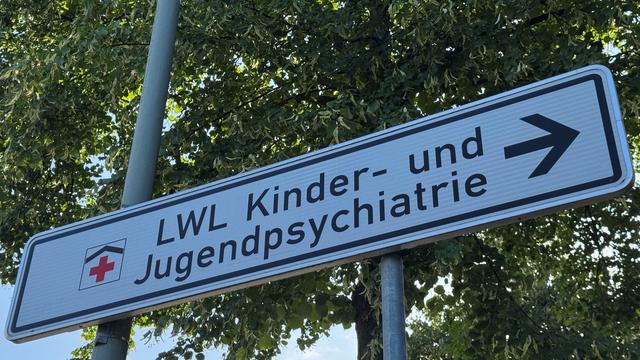 LWL Kinder- und
Jugendpsychiatrie